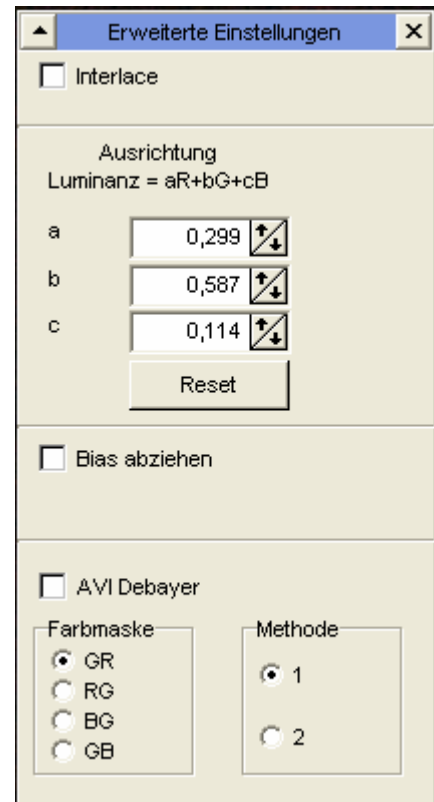 Erweiterte Einstellungen
Interlace
Ausrichtung
Luminanz = aR+bG+cB
a 0,299
b 0,587
c 0,114
Reset
Bias abziehen
AVI Debayer
Farbmaske
GR
RG
BG
GB
Methode
1
2